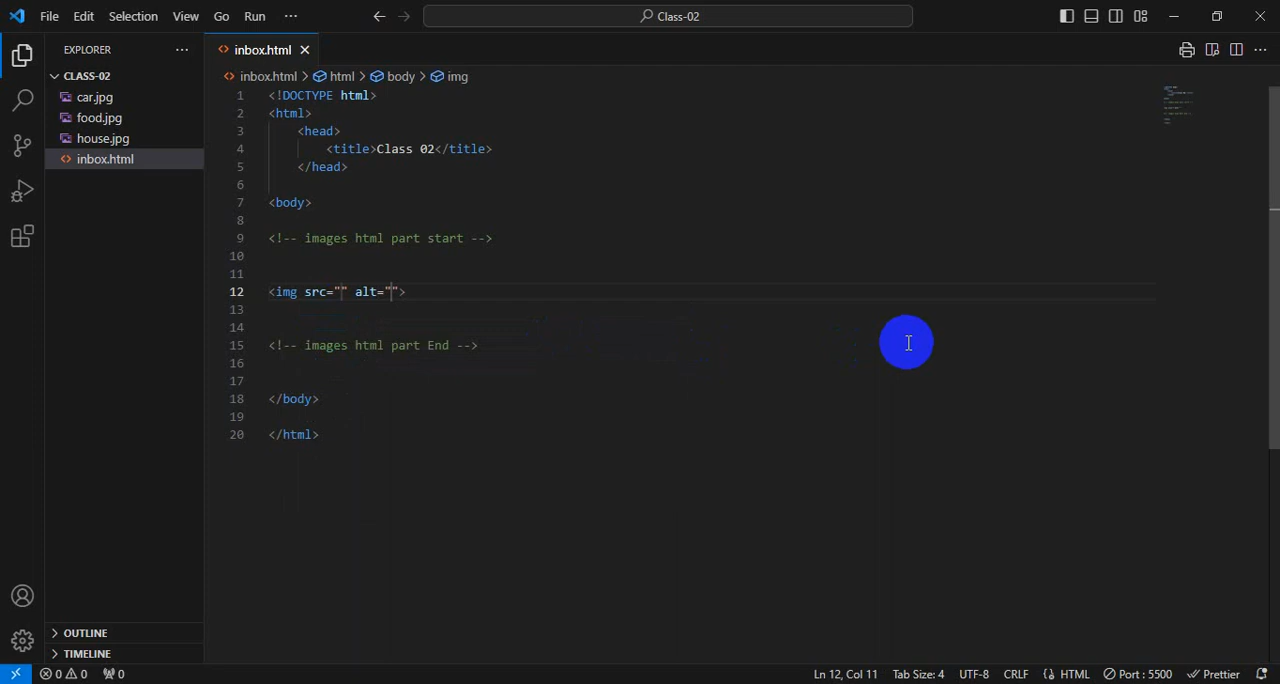 File Edit Selection View Go Run ··· Class-02
EXPLORER ···
CLASS-02
car.jpg
food.jpg
house.jpg
inbox.html
OUTLINE
TIMELINE
inbox.html
inbox.html > html > body > img
1 <!DOCTYPE html>
2 <html>
3 <head>
4 <title>Class 02</title>
5 </head>
6
7 <body>
8
9 <!-- images html part start -->
10
11
12 <img src="" alt="">
13
14
15 <!-- images html part End -->
16
17
18 </body>
19
20 </html>
0 0 0 Ln 12, Col 11 Tab Size: 4 UTF-8 CRLF HTML Port : 5500 Prettier